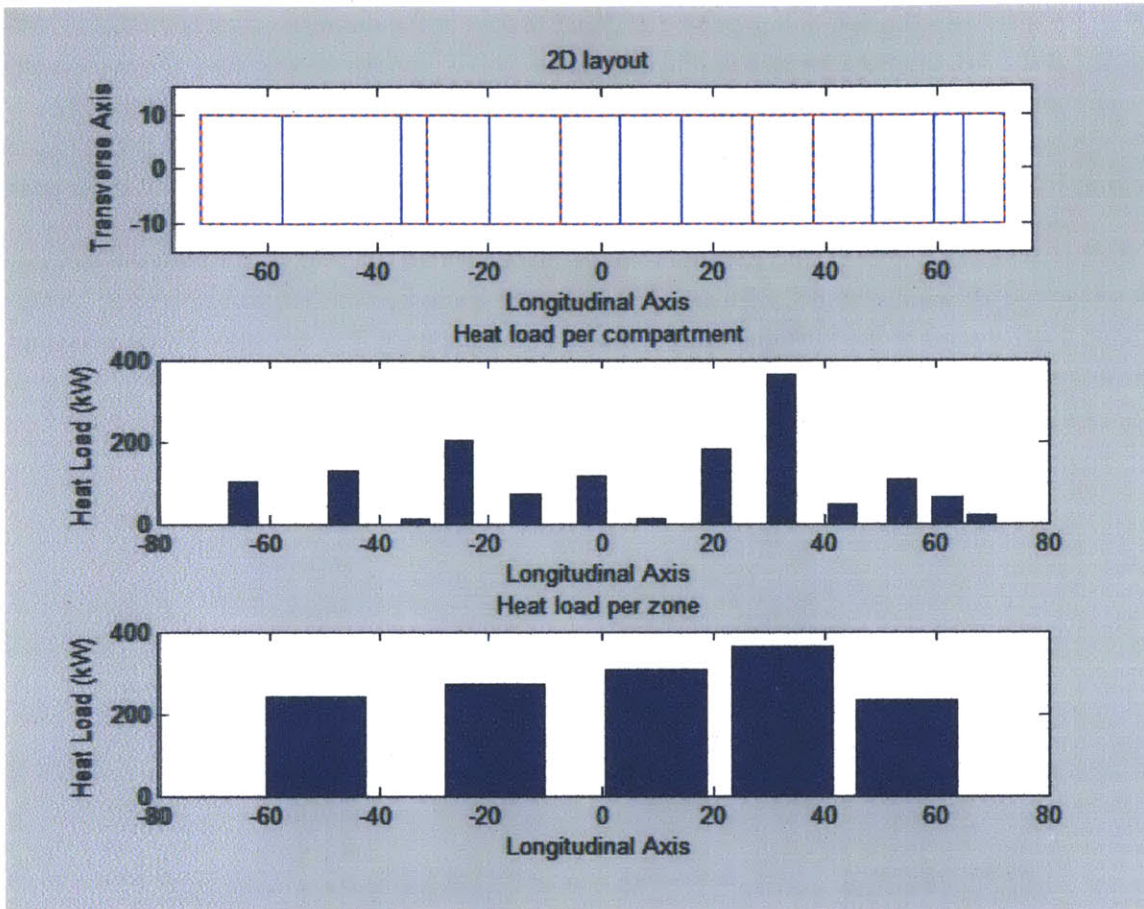 2D layout
Transverse Axis
10
0
-10
-60 -40 -20 0 20 40 60
Longitudinal Axis
Heat load per compartment
Heat Load (kW)
400
200
0
-80 -60 -40 -20 0 20 40 60 80
Longitudinal Axis
Heat load per zone
Heat Load (kW)
400
200
0
-80 -60 -40 -20 0 20 40 60 80
Longitudinal Axis